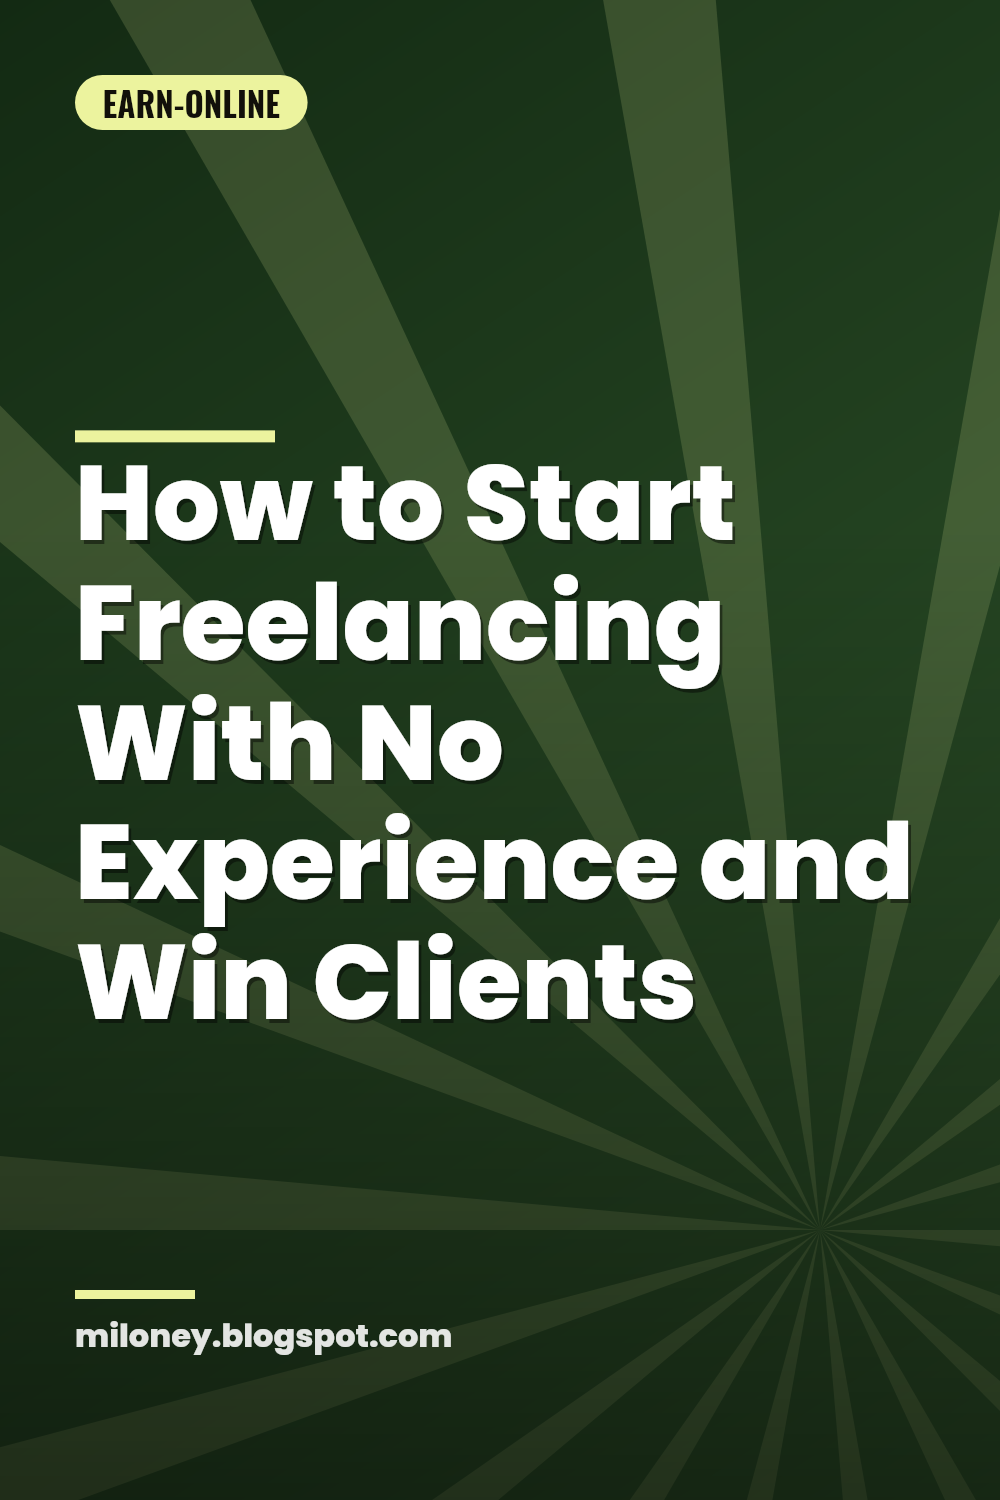 EARN-ONLINE
How to Start
Freelancing
With No
Experience and
Win Clients
miloney.blogspot.com